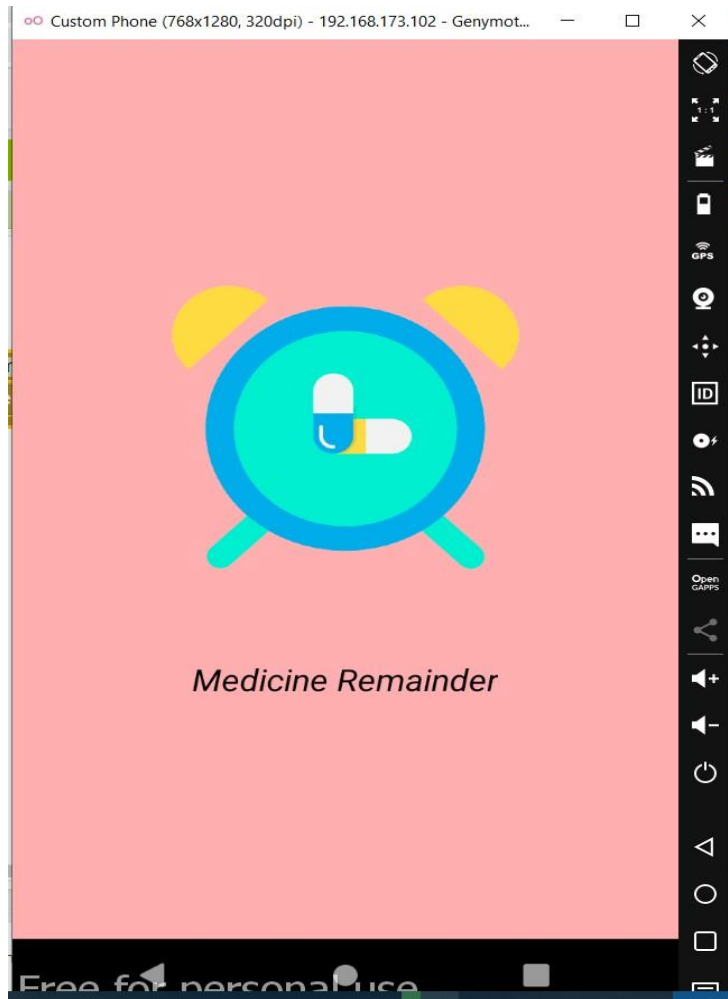 Custom Phone (768x1280, 320dpi) - 192.168.173.102 - Genymot...
1:1
GPS
ID
Open
GAPPS
Medicine Remainder
Free for personal use